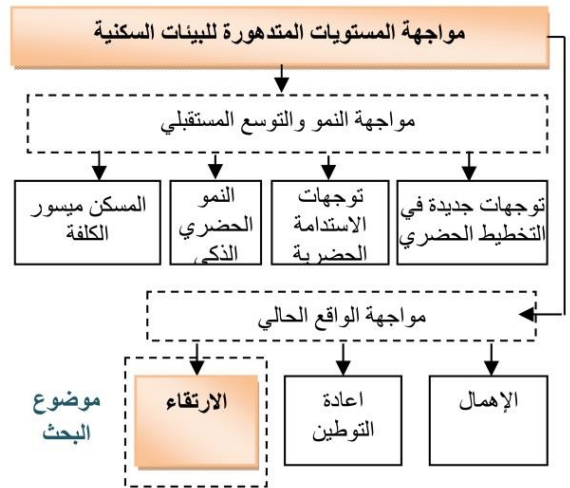 مواجهة المستويات المتدهورة للبيئات السكنية
مواجهة النمو والتوسع المستقبلي
توجهات جديدة في
التخطيط الحضري
توجهات
الاستدامة
الحضرية
النمو
الحضري
الذكي
المسكن ميسور
الكلفة
مواجهة الواقع الحالي
الإهمال
اعادة
التوطين
الارتقاء
موضوع
البحث